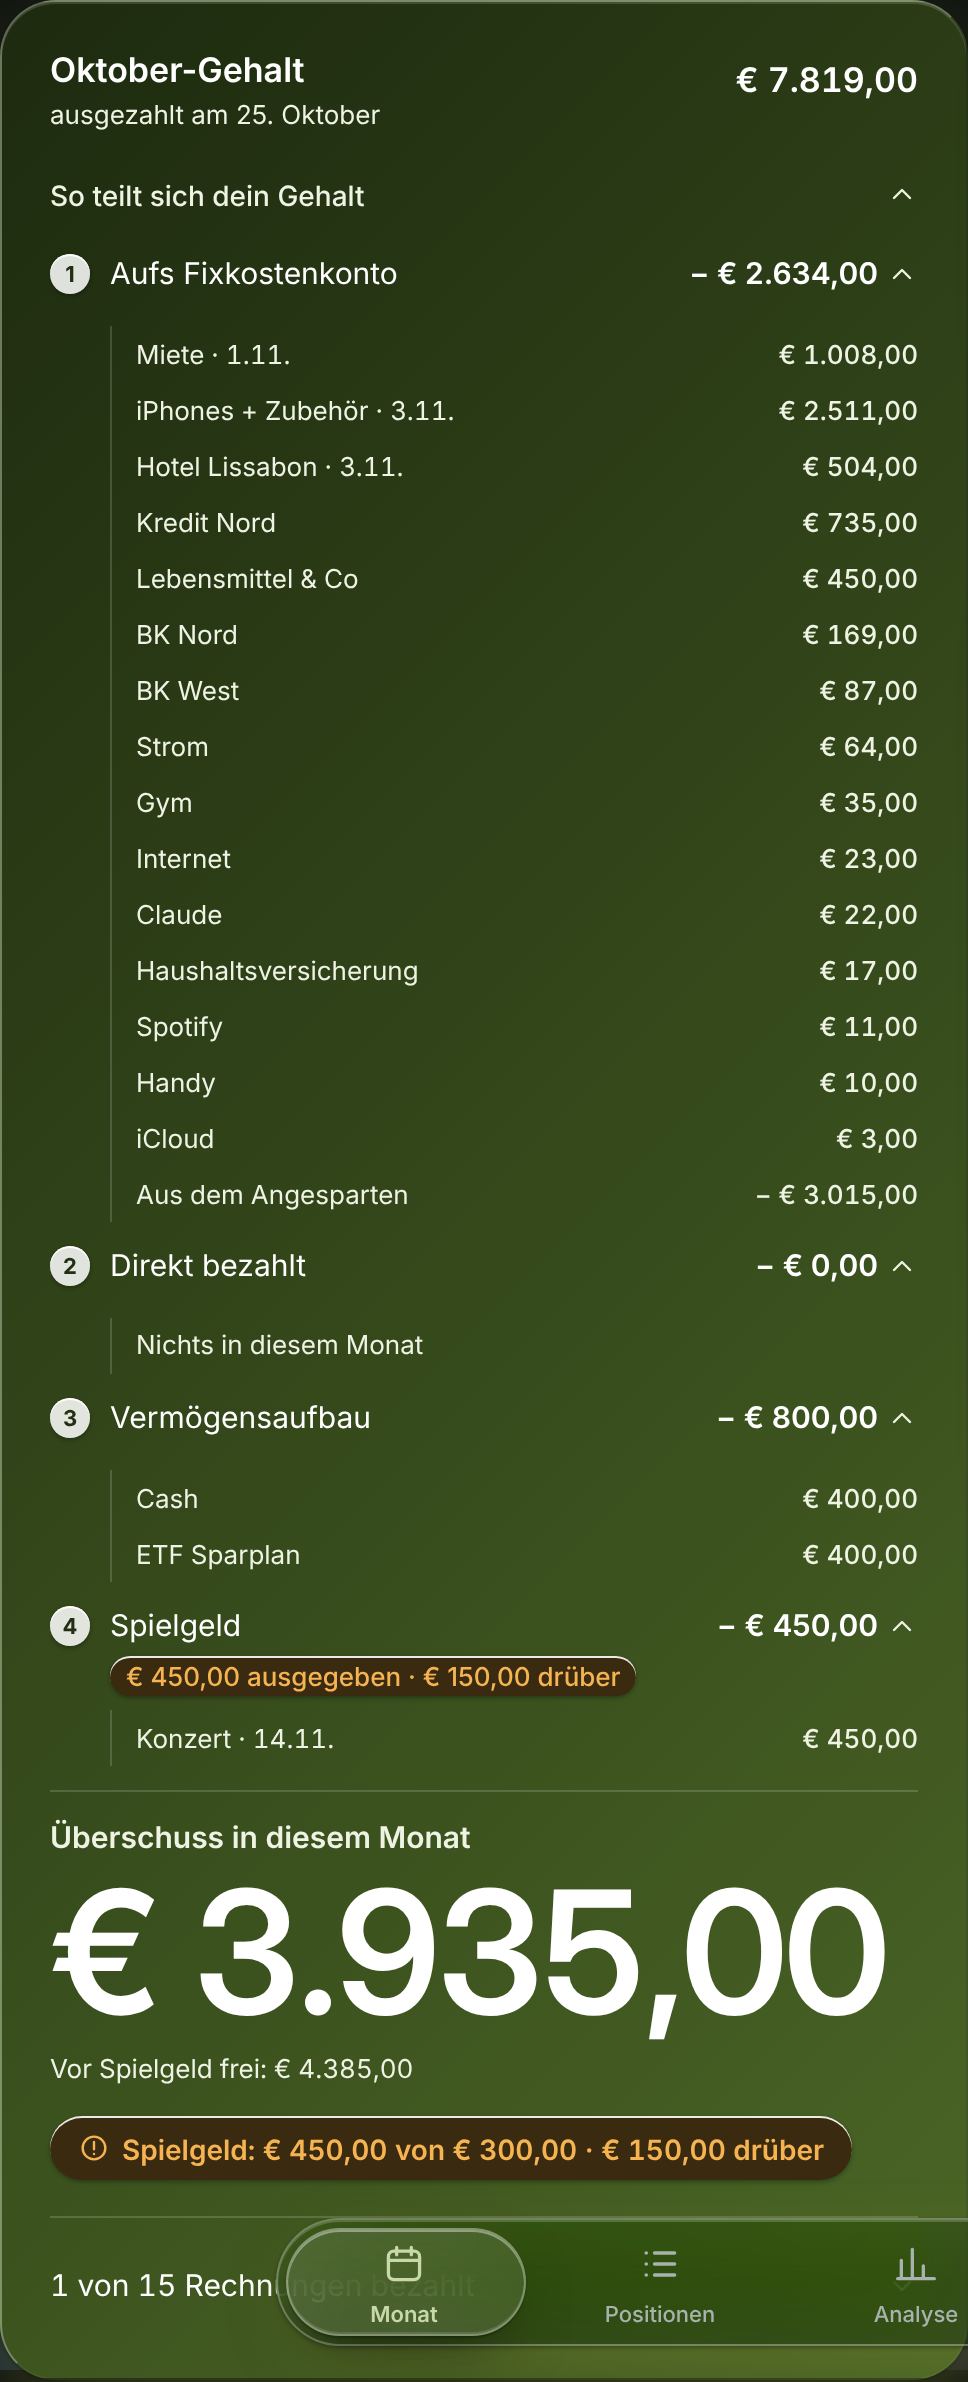 Oktober-Gehalt € 7.819,00
ausgezahlt am 25. Oktober
So teilt sich dein Gehalt
1 Aufs Fixkostenkonto – € 2.634,00
Miete · 1.11. € 1.008,00
iPhones + Zubehör · 3.11. € 2.511,00
Hotel Lissabon · 3.11. € 504,00
Kredit Nord € 735,00
Lebensmittel & Co € 450,00
BK Nord € 169,00
BK West € 87,00
Strom € 64,00
Gym € 35,00
Internet € 23,00
Claude € 22,00
Haushaltsversicherung € 17,00
Spotify € 11,00
Handy € 10,00
iCloud € 3,00
Aus dem Angesparten – € 3.015,00
2 Direkt bezahlt – € 0,00
Nichts in diesem Monat
3 Vermögensaufbau – € 800,00
Cash € 400,00
ETF Sparplan € 400,00
4 Spielgeld – € 450,00
€ 450,00 ausgegeben · € 150,00 drüber
Konzert · 14.11. € 450,00
Überschuss in diesem Monat
€ 3.935,00
Vor Spielgeld frei: € 4.385,00
Spielgeld: € 450,00 von € 300,00 · € 150,00 drüber
1 von 15 Rechnungen bezahlt
Monat Positionen Analyse